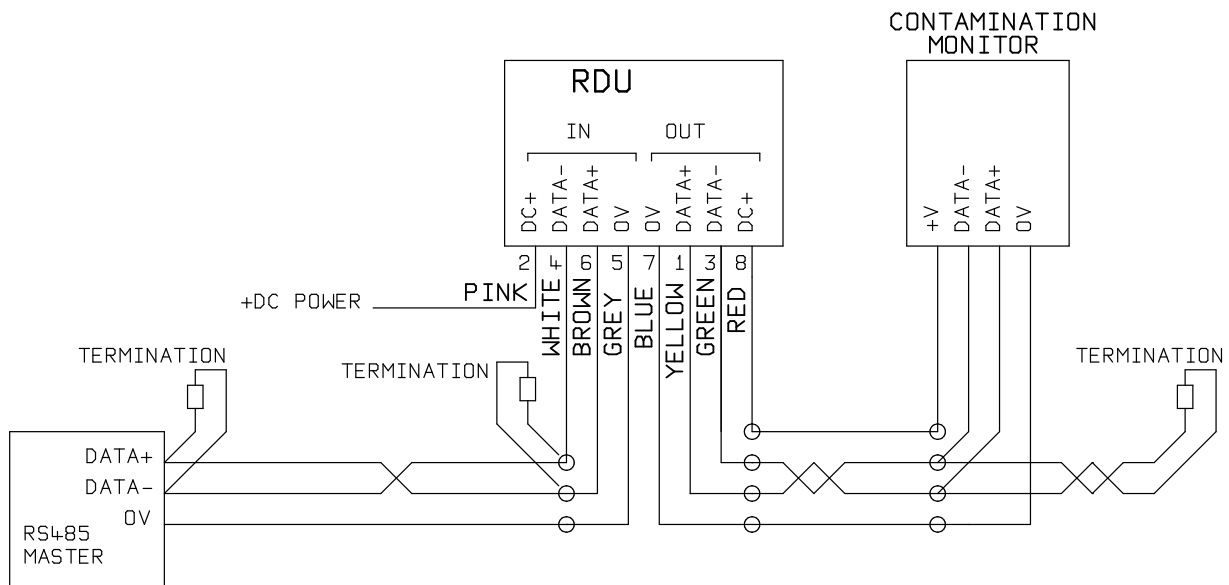 CONTAMINATION
MONITOR
RDU
IN
OUT
DC+
DATA-
DATA+
0V
0V
DATA+
DATA-
DC+
+V
DATA-
DATA+
0V
2
4
6
5
7
1
3
8
PINK
WHITE
BROWN
GREY
BLUE
YELLOW
GREEN
RED
+DC POWER
TERMINATION
TERMINATION
TERMINATION
DATA+
DATA-
0V
RS485
MASTER